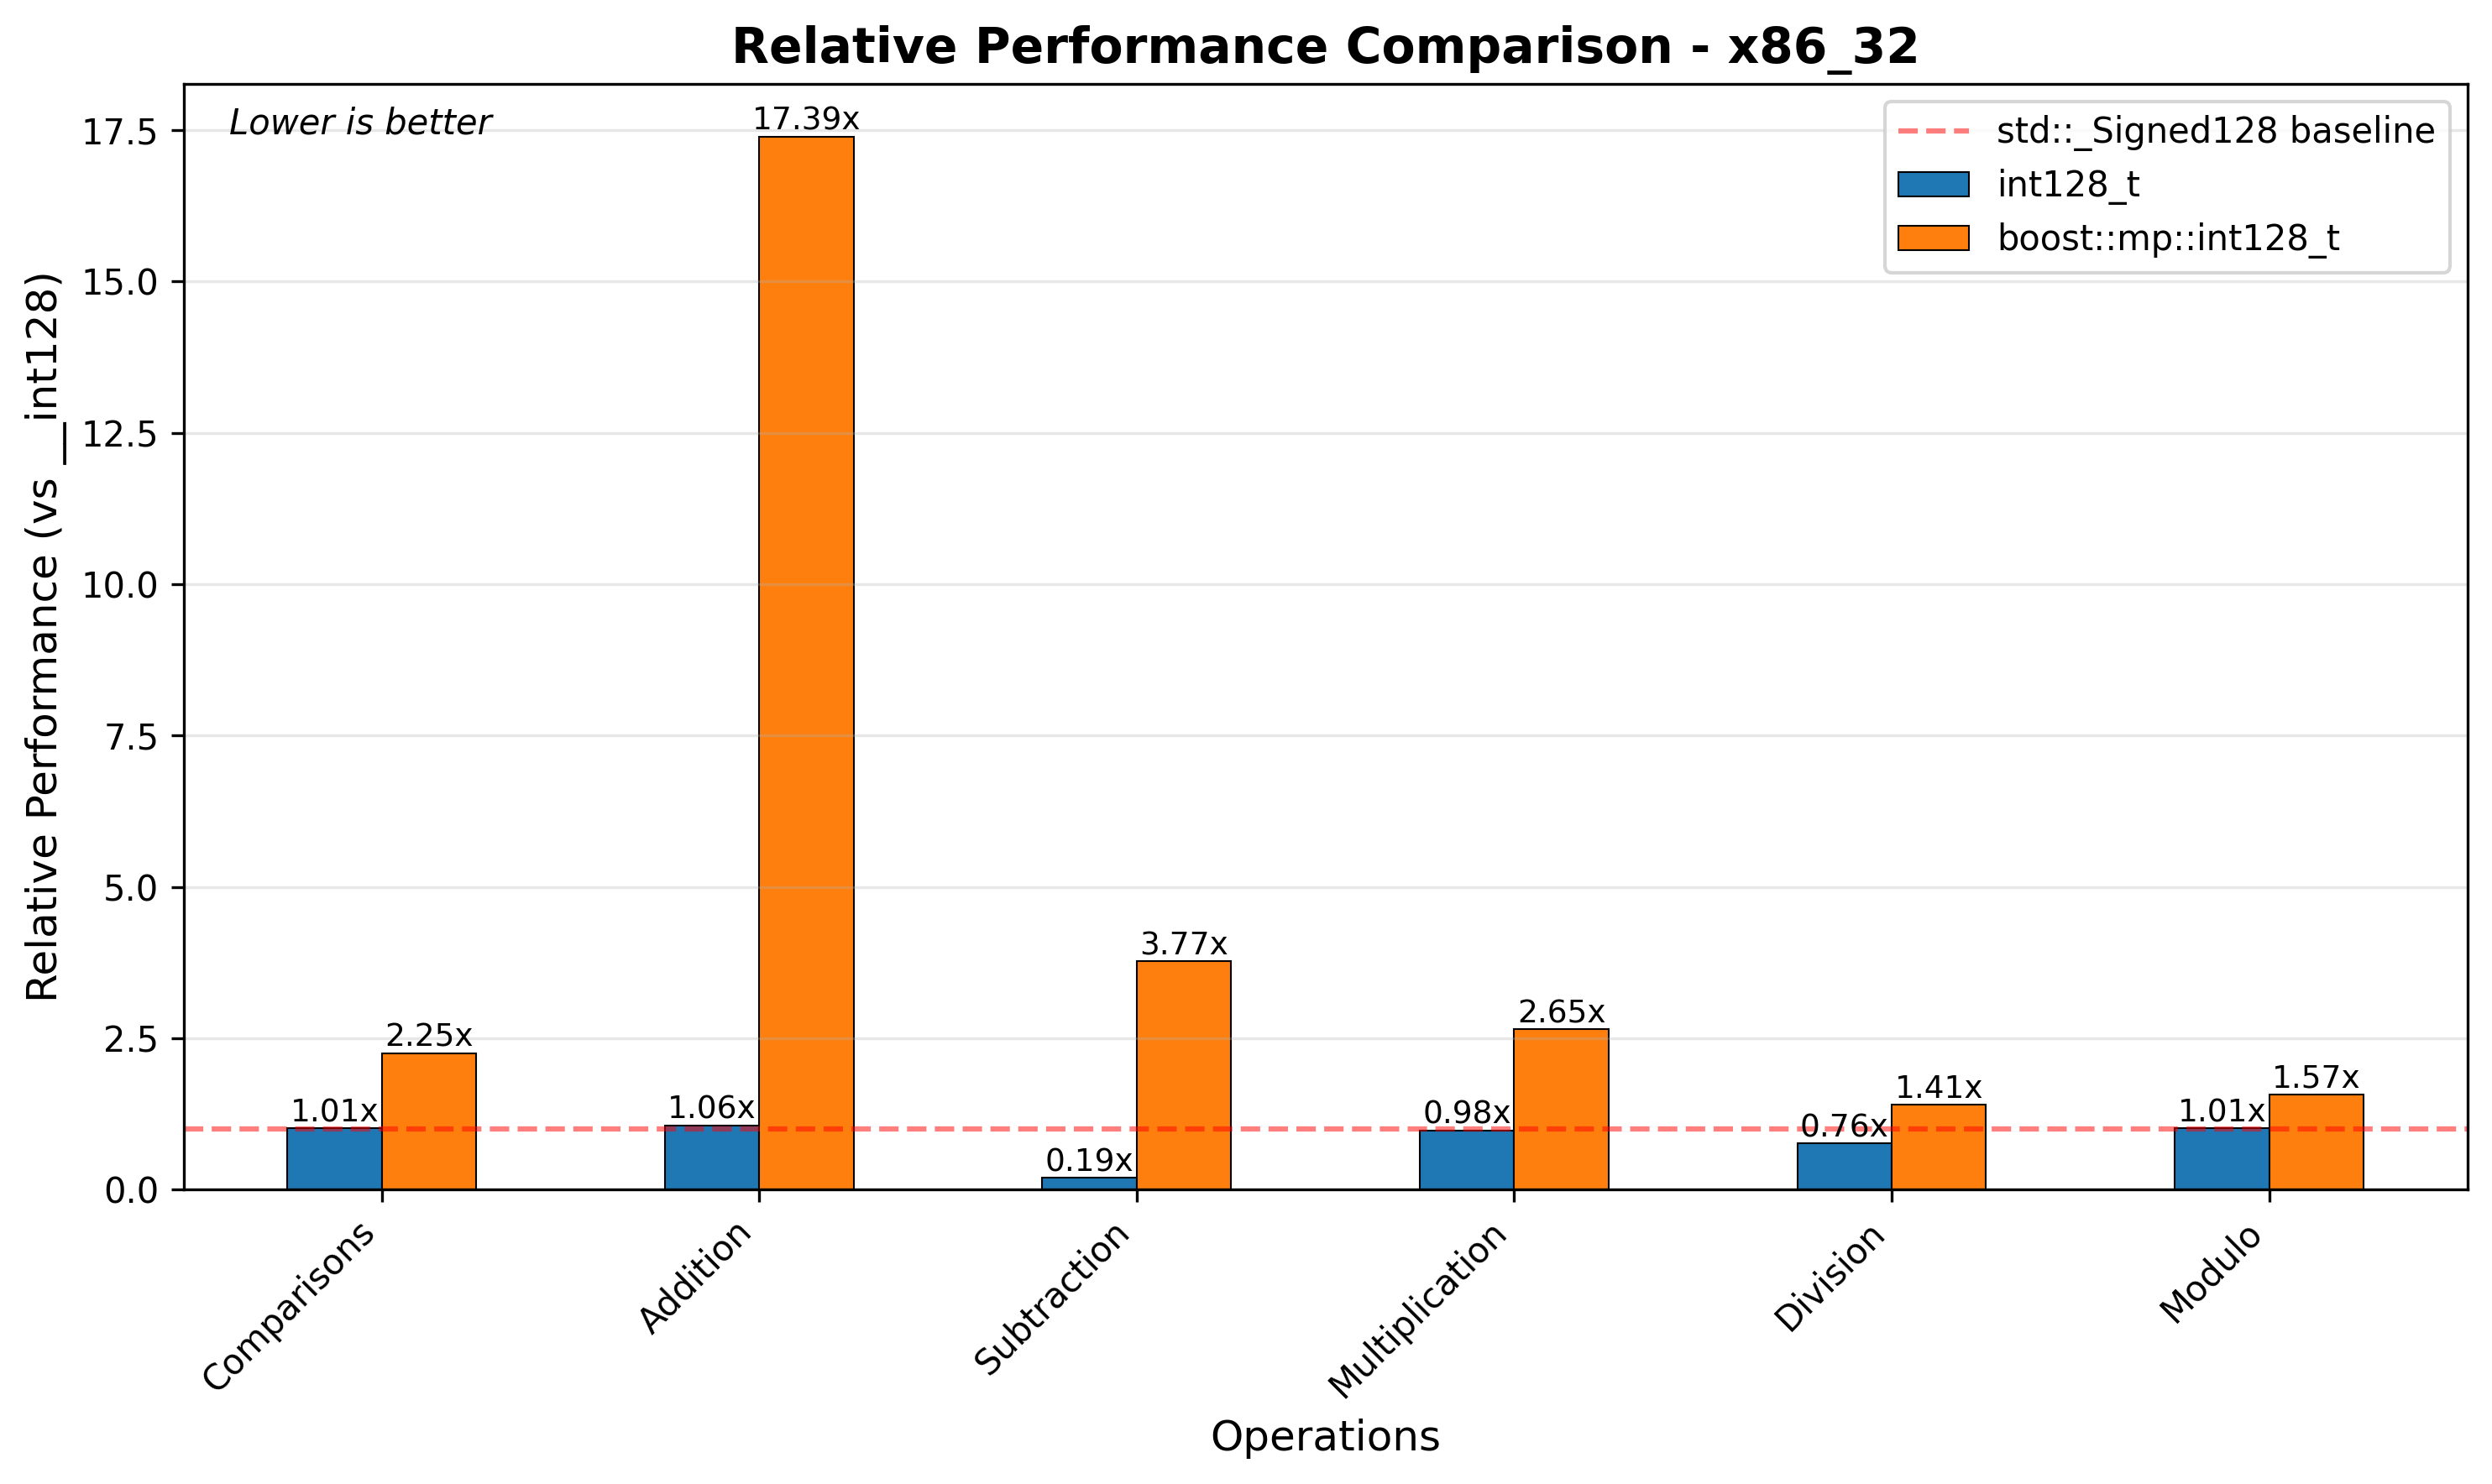 Relative Performance Comparison - x86_32
Lower is better
std::_Signed128 baseline
int128_t
boost::mp::int128_t
Relative Performance (vs __int128)
17.5
15.0
12.5
10.0
7.5
5.0
2.5
0.0
1.01x
2.25x
1.06x
17.39x
0.19x
3.77x
0.98x
2.65x
0.76x
1.41x
1.01x
1.57x
Comparisons
Addition
Subtraction
Multiplication
Division
Modulo
Operations